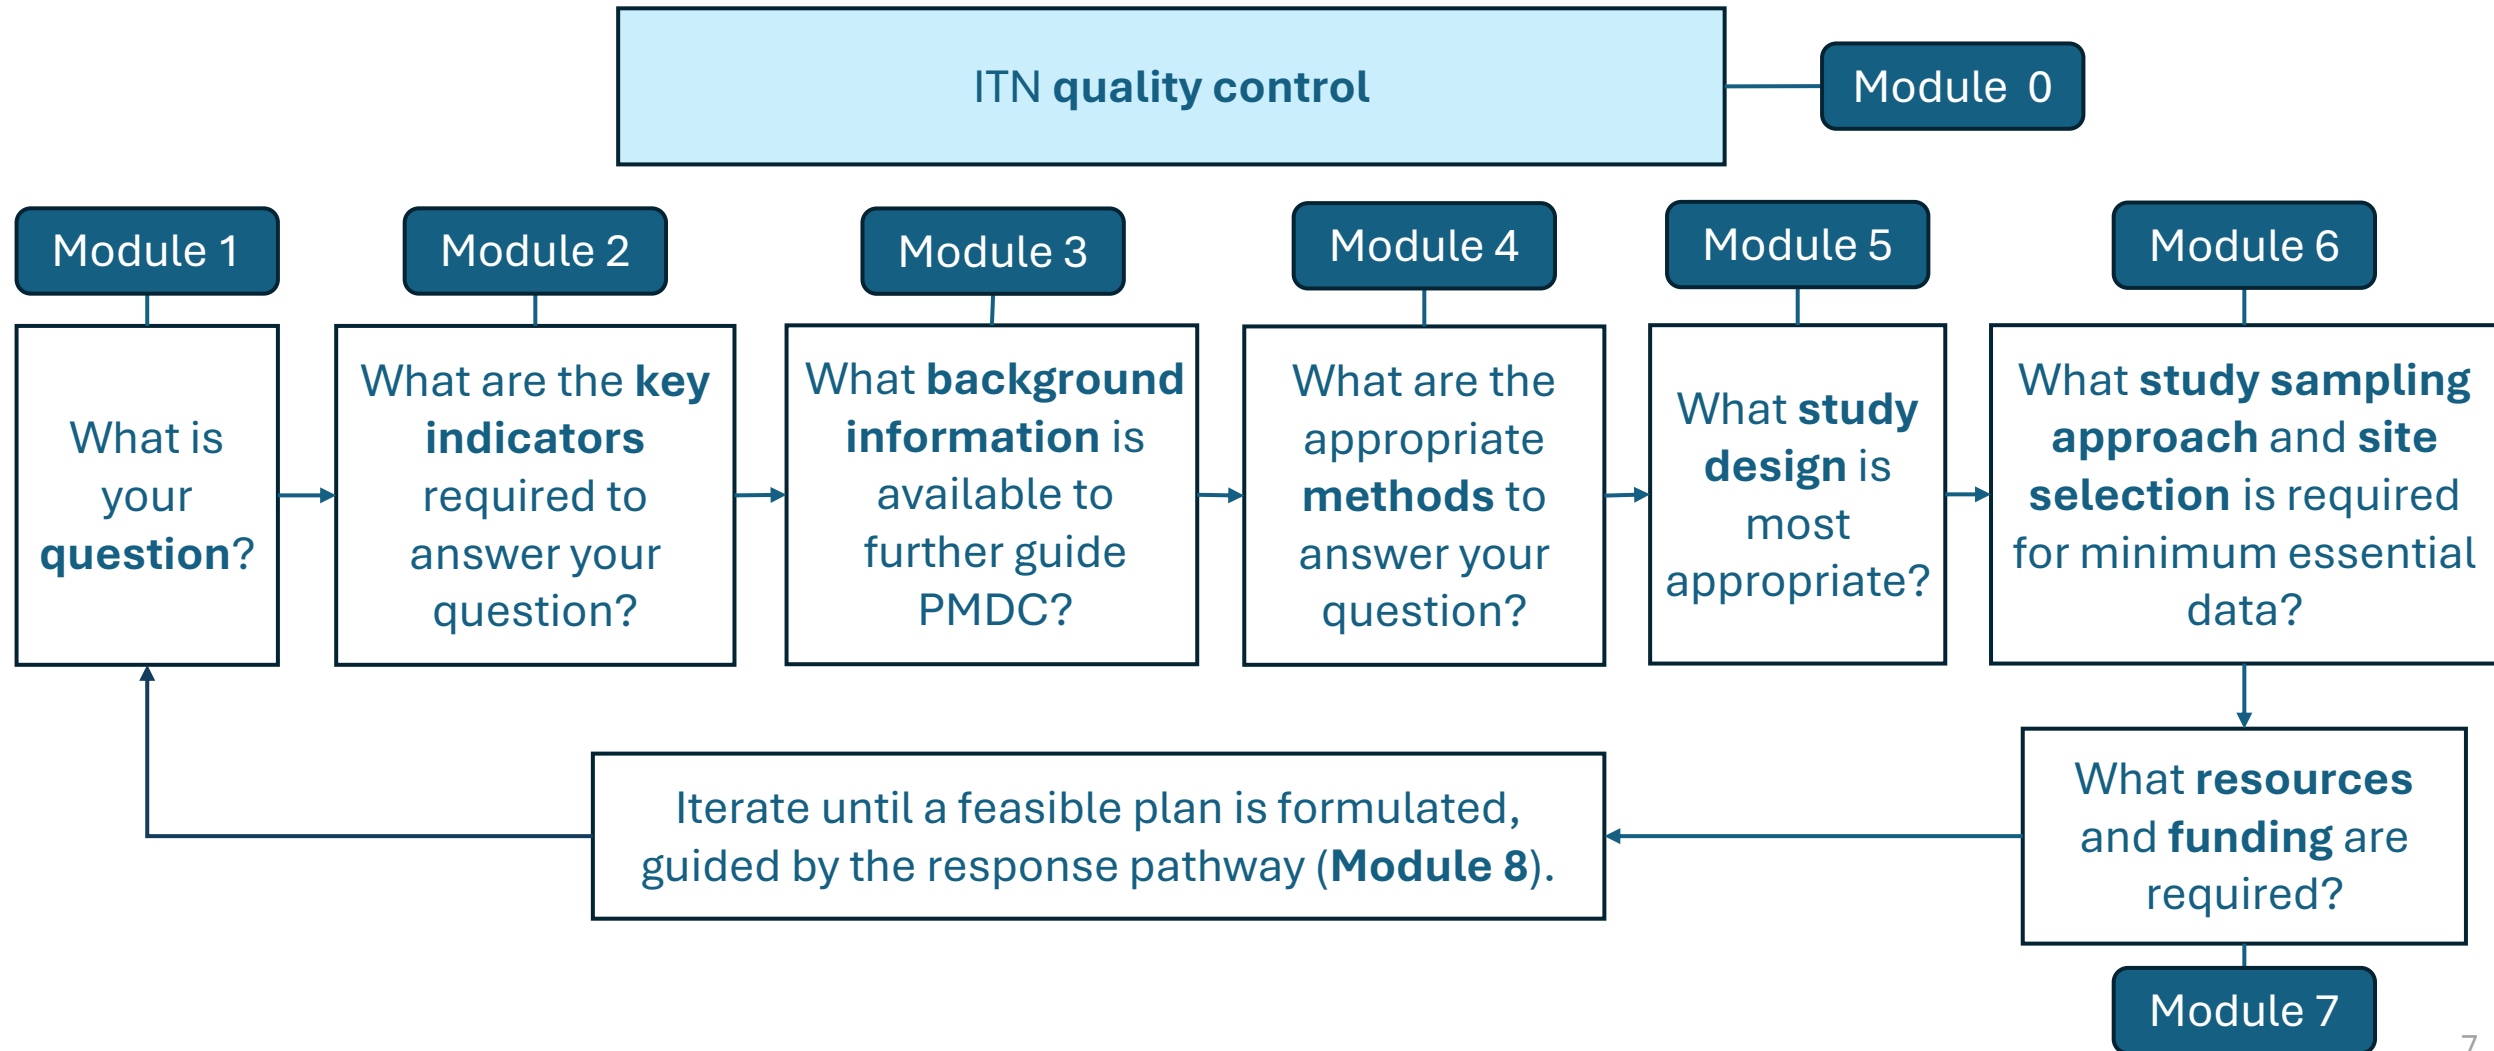 ITN quality control
Module 0
Module 1
Module 2
Module 3
Module 4
Module 5
Module 6
What is
your
question?
What are the key
indicators
required to
answer your
question?
What background
information is
available to
further guide
PMDC?
What are the
appropriate
methods to
answer your
question?
What study
design is
most
appropriate?
What study sampling
approach and site
selection is required
for minimum essential
data?
Iterate until a feasible plan is formulated,
guided by the response pathway (Module 8).
What resources
and funding are
required?
Module 7
7